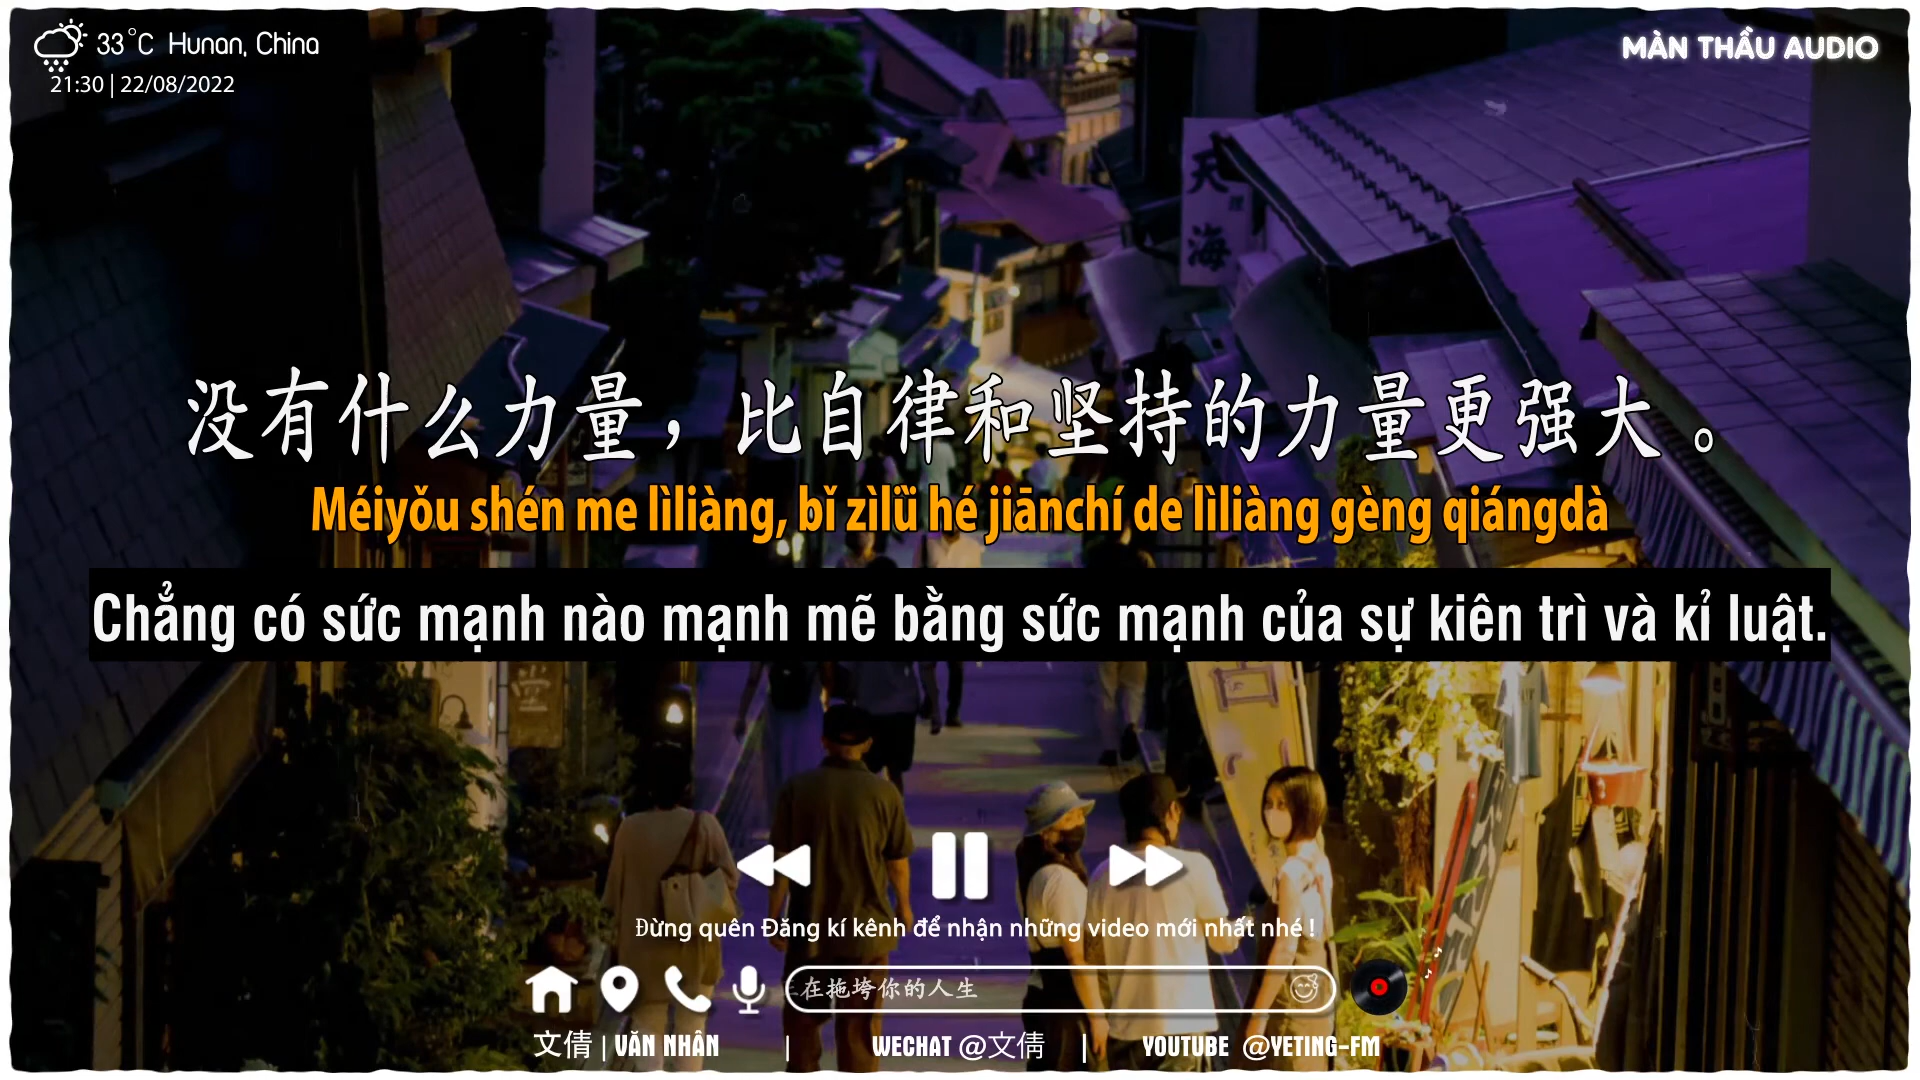 33°C Hunan, China
21:30 | 22/08/2022
MÀN THẦU AUDIO
天
海
没有什么力量，比自律和坚持的力量更强大。
Méiyǒu shén me lìliàng, bǐ zìlǜ hé jiānchí de lìliàng gèng qiángdà
Chẳng có sức mạnh nào mạnh mẽ bằng sức mạnh của sự kiên trì và kỉ luật.
Đừng quên Đăng kí kênh để nhận những video mới nhất nhé !
在拖垮你的人生
文倩 | VĂN NHÂN | WECHAT @文倩 | YOUTUBE @YETING-FM